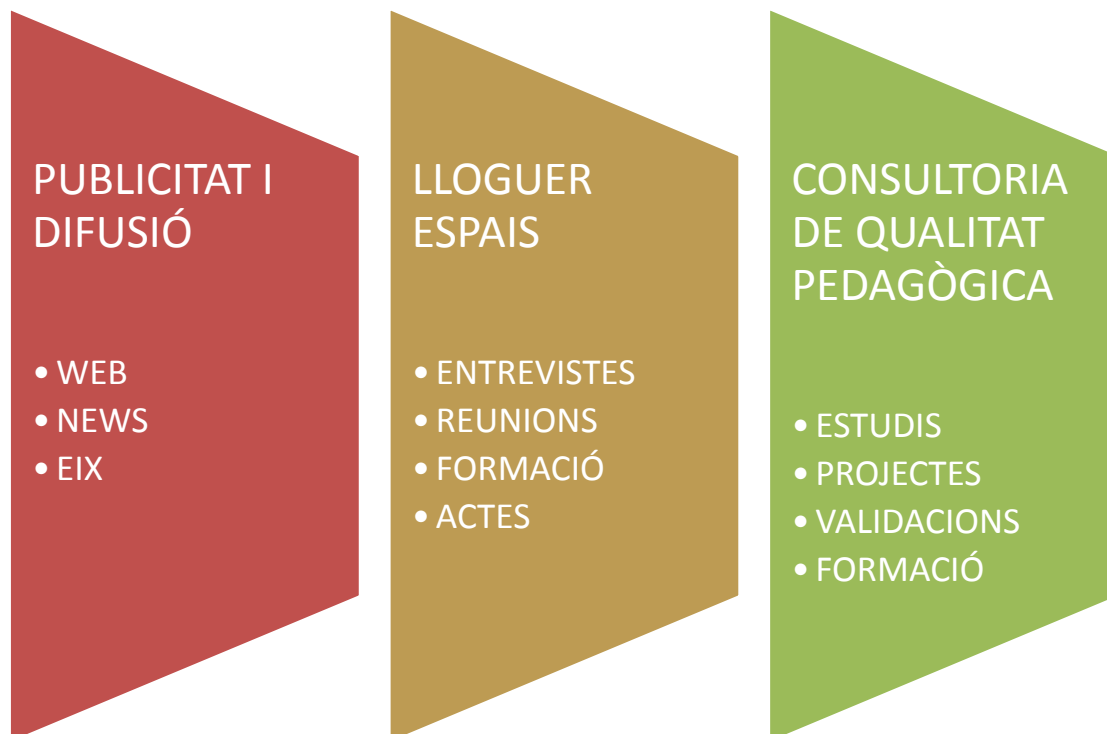 PUBLICITAT I
DIFUSIÓ
• WEB
• NEWS
• EIX
LLOGUER
ESPAIS
• ENTREVISTES
• REUNIONS
• FORMACIÓ
• ACTES
CONSULTORIA
DE QUALITAT
PEDAGÒGICA
• ESTUDIS
• PROJECTES
• VALIDACIONS
• FORMACIÓ